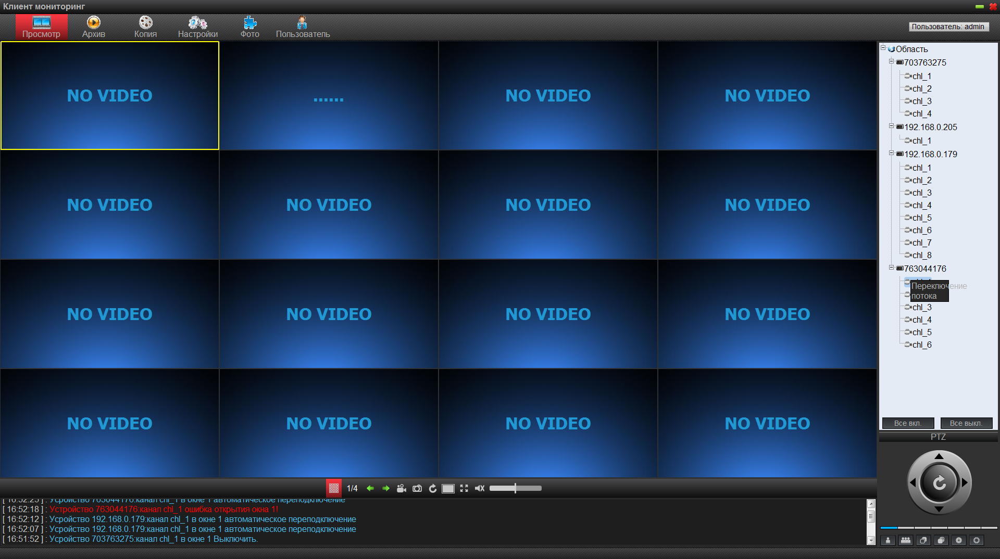 Клиент мониторинг
Просмотр
Архив
Копия
Настройки
Фото
Пользователь
Пользователь: admin
NO VIDEO
......
NO VIDEO
NO VIDEO
NO VIDEO
NO VIDEO
NO VIDEO
NO VIDEO
NO VIDEO
NO VIDEO
NO VIDEO
NO VIDEO
NO VIDEO
NO VIDEO
NO VIDEO
NO VIDEO
Область
703763275
chl_1
chl_2
chl_3
chl_4
192.168.0.205
chl_1
192.168.0.179
chl_1
chl_2
chl_3
chl_4
chl_5
chl_6
chl_7
chl_8
763044176
Переключение
потока
chl_3
chl_4
chl_5
chl_6
Все вкл.
Все выкл.
PTZ
1/4
[ 16:52:25 ] : Усройство 763044176:канал chl_1 в окне 1 автоматическое переподключение
[ 16:52:18 ] : Устройство 763044176:канал chl_1 ошибка открытия окна 1!
[ 16:52:12 ] : Усройство 192.168.0.179:канал chl_1 в окне 1 автоматическое переподключение
[ 16:52:07 ] : Усройство 192.168.0.179:канал chl_1 в окне 1 автоматическое переподключение
[ 16:51:52 ] : Усройство 703763275:канал chl_1 в окне 1 Выключить.